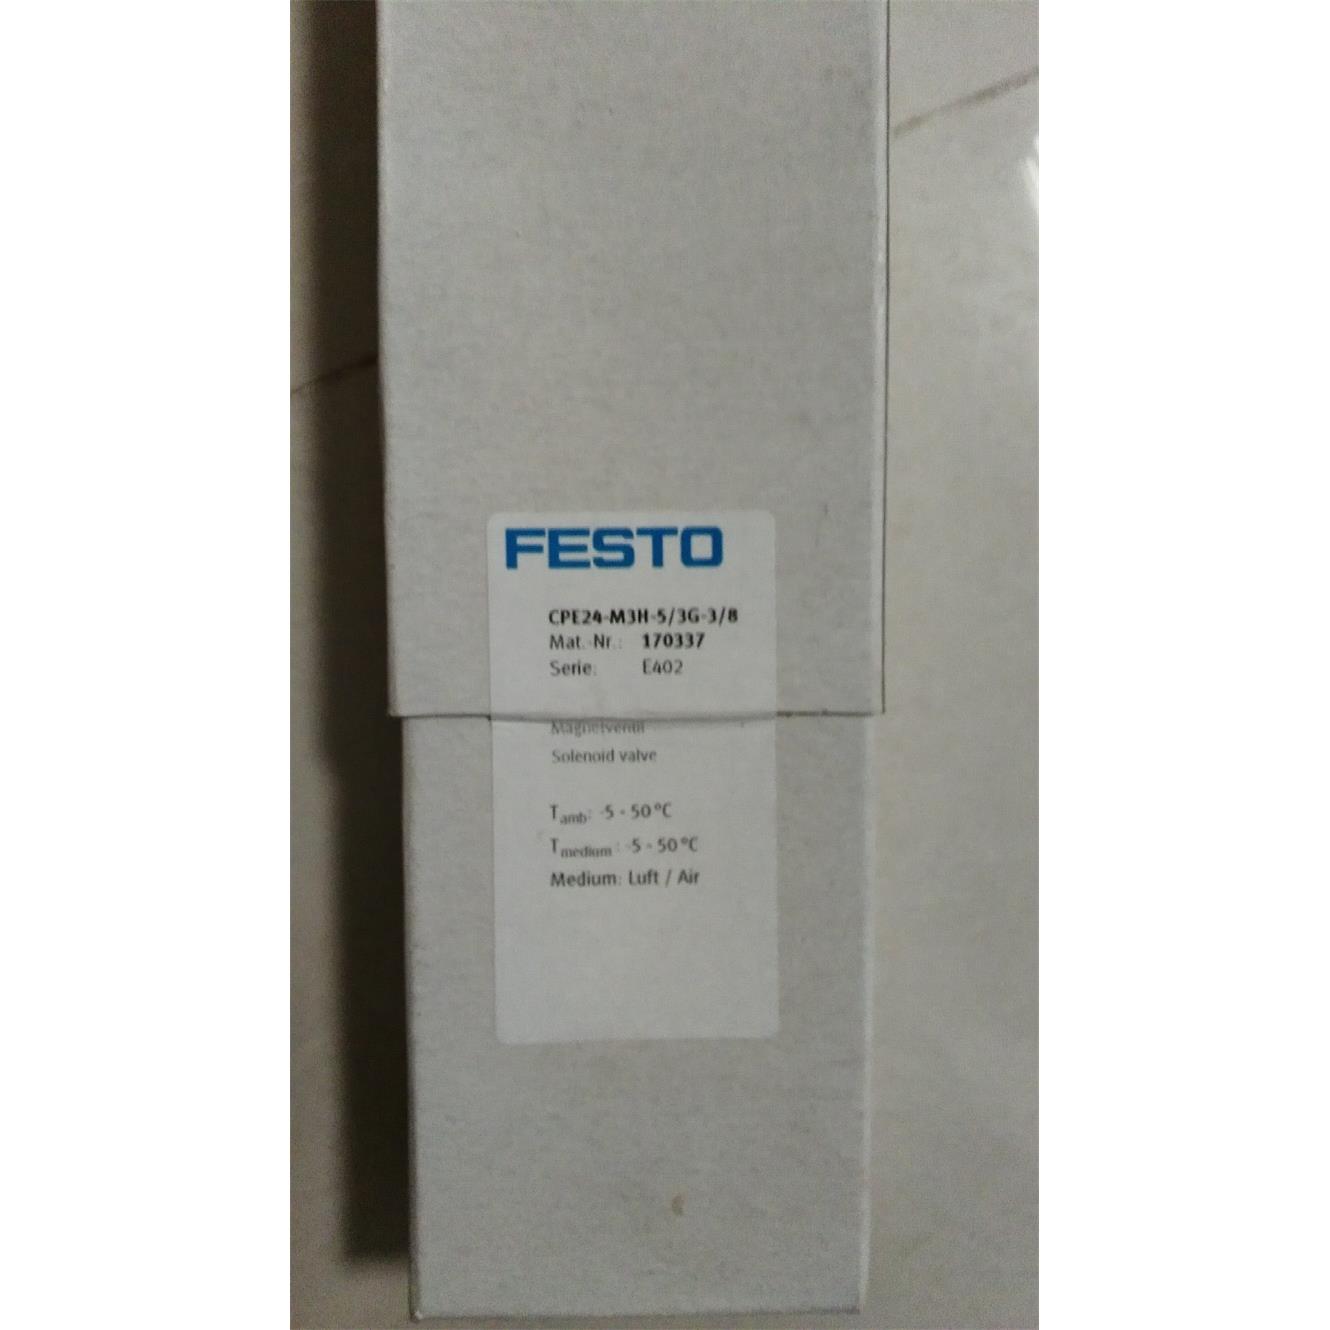 FESTO
CPE24-M3H-5/3G-3/8
Mat.-Nr.: 170337
Serie: E402
Magnetventil
Solenoid valve
Tamb: -5 - 50°C
Tmedium: -5 - 50°C
Medium: Luft / Air